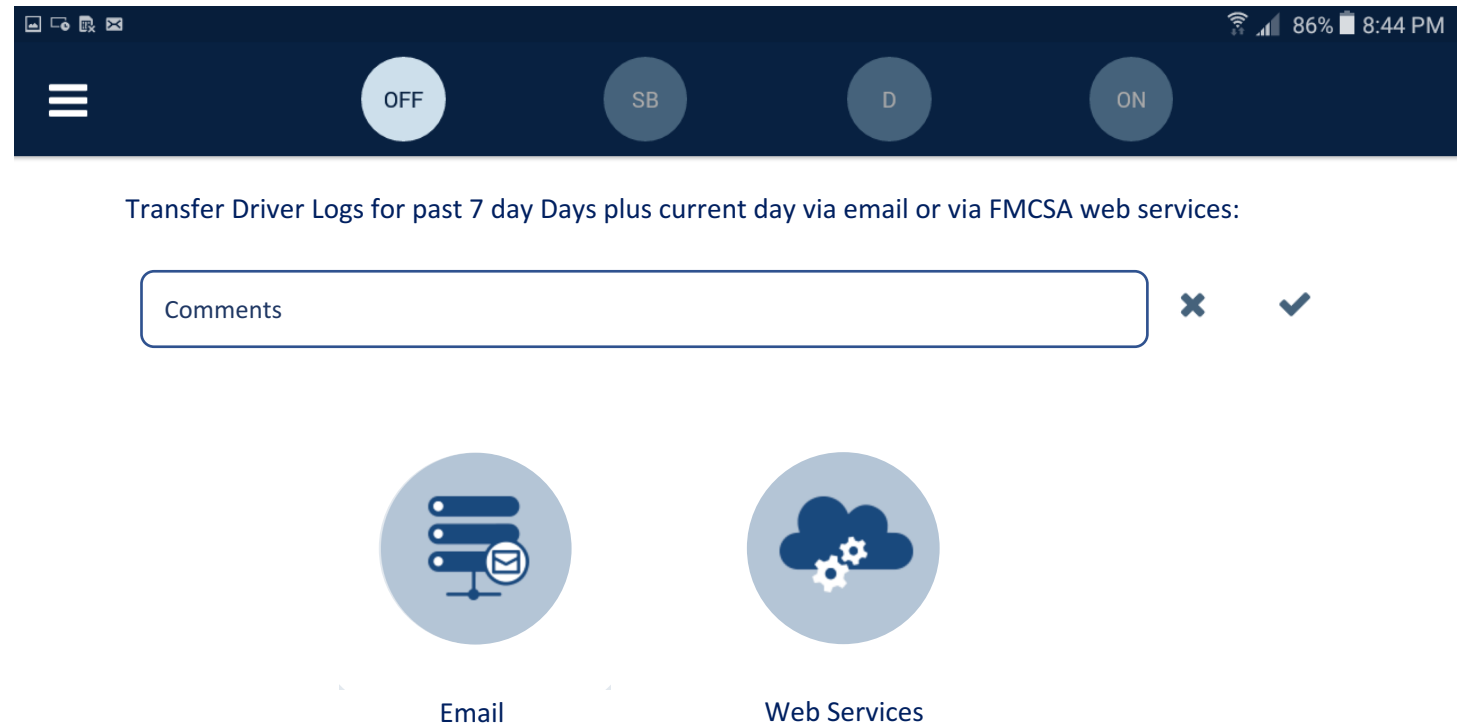 86% 8:44 PM
OFF SB D ON
Transfer Driver Logs for past 7 day Days plus current day via email or via FMCSA web services:
Comments
Email Web Services